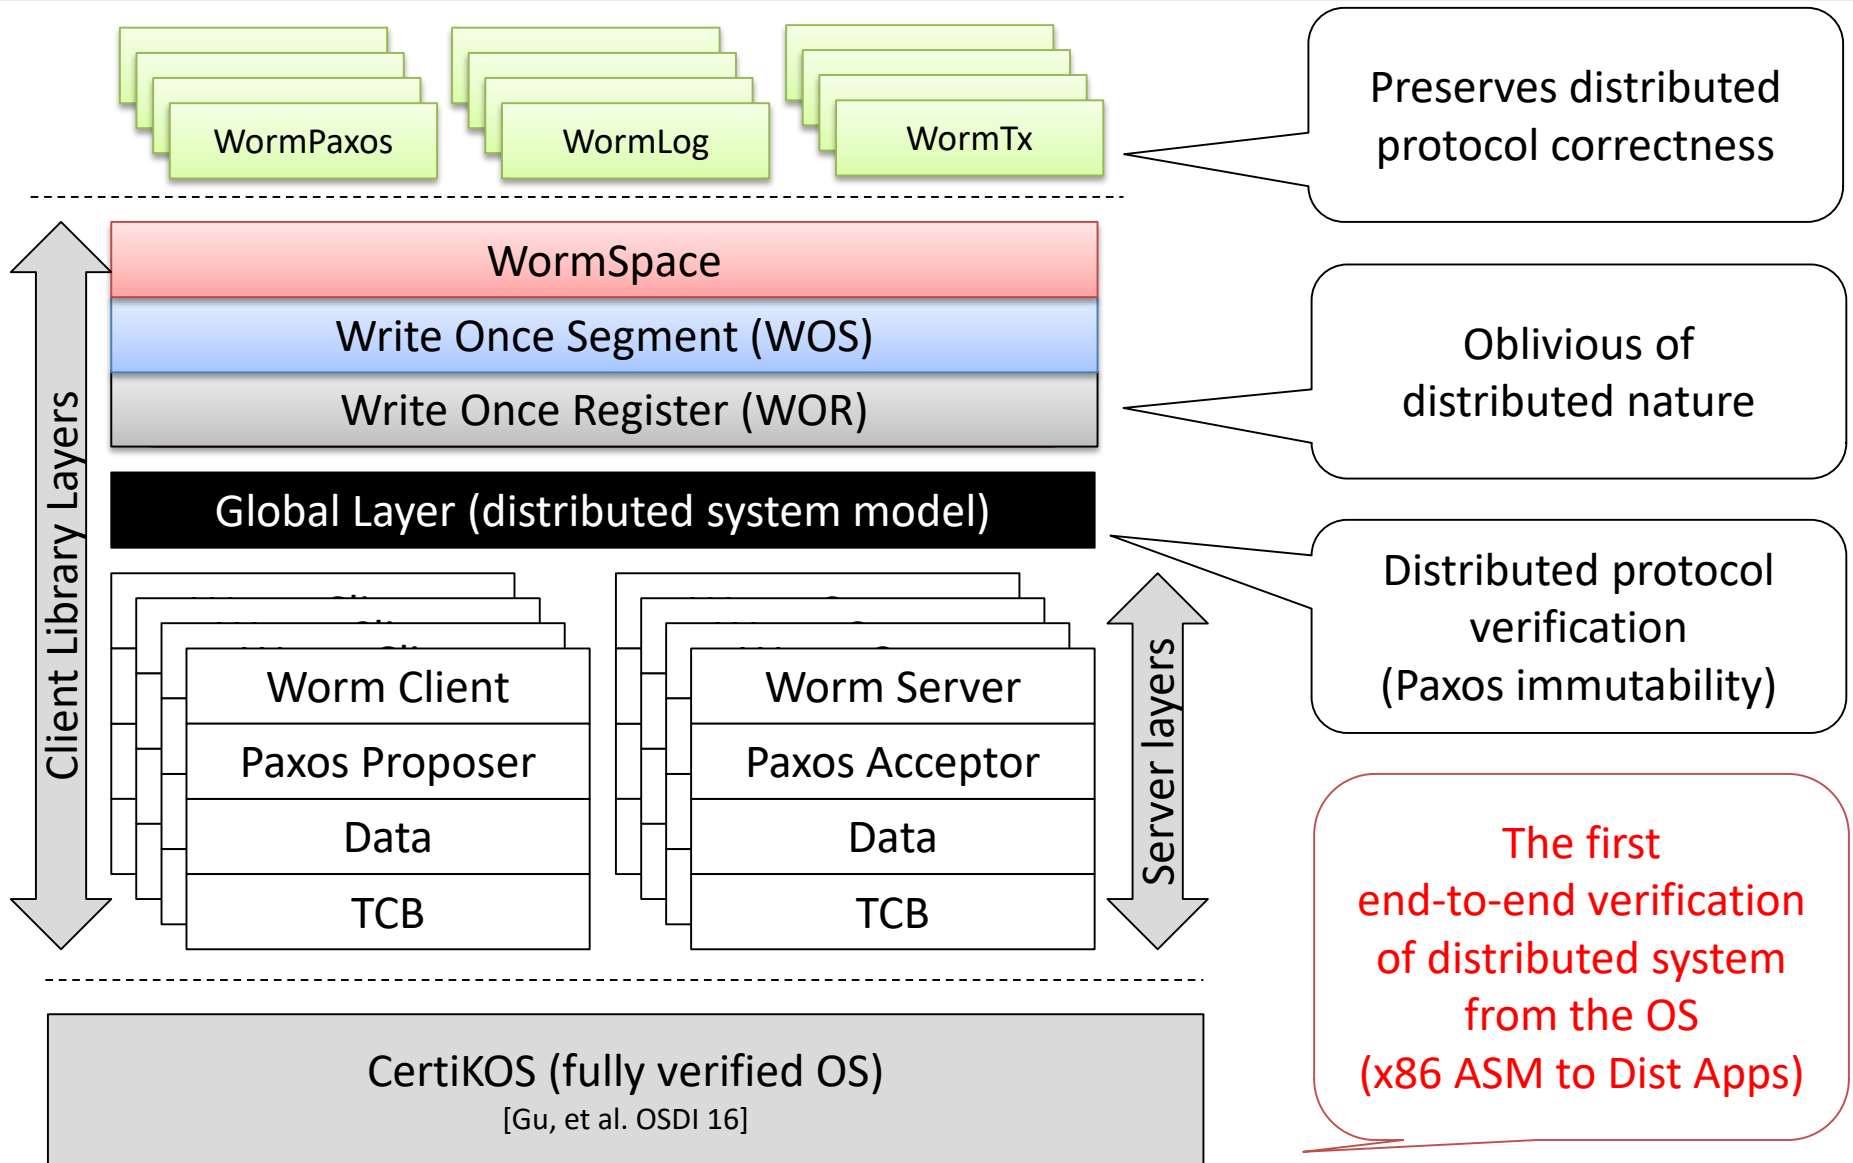 WormPaxos
WormLog
WormTx
Preserves distributed
protocol correctness
WormSpace
Write Once Segment (WOS)
Write Once Register (WOR)
Oblivious of
distributed nature
Client Library Layers
Global Layer (distributed system model)
Distributed protocol
verification
(Paxos immutability)
Worm Client
Paxos Proposer
Data
TCB
Worm Server
Paxos Acceptor
Data
TCB
Server layers
The first
end-to-end verification
of distributed system
from the OS
(x86 ASM to Dist Apps)
CertiKOS (fully verified OS)
[Gu, et al. OSDI 16]